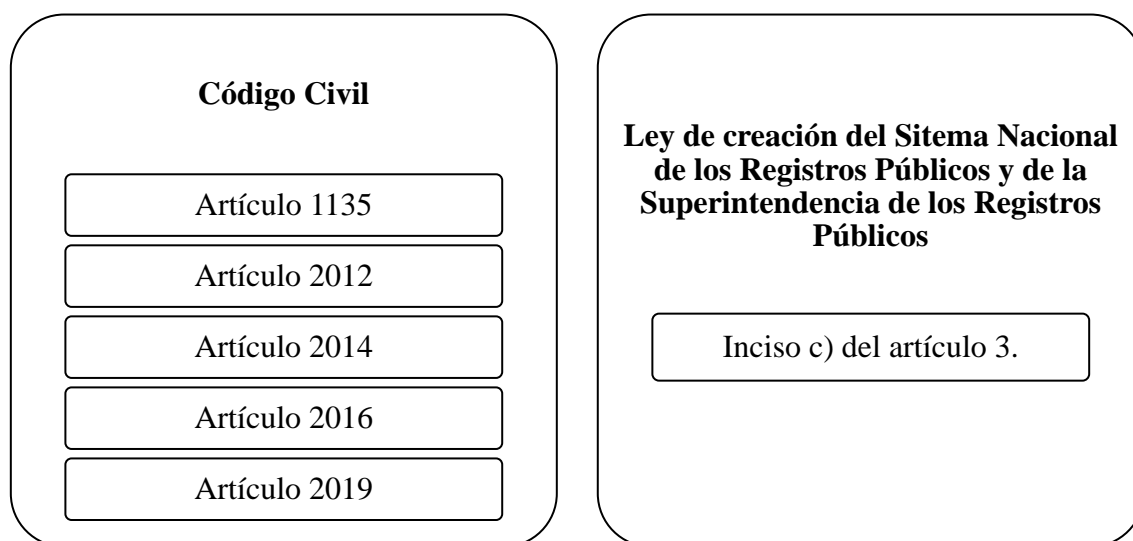 Código Civil
Artículo 1135
Artículo 2012
Artículo 2014
Artículo 2016
Artículo 2019
Ley de creación del Sitema Nacional
de los Registros Públicos y de la
Superintendencia de los Registros
Públicos
Inciso c) del artículo 3.